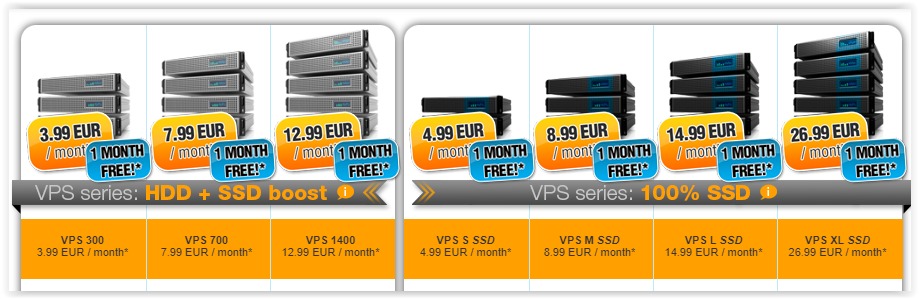 3.99 EUR
/ month
1 MONTH
FREE!*
7.99 EUR
/ month
1 MONTH
FREE!*
12.99 EUR
/ month
1 MONTH
FREE!*
4.99 EUR
/ month
1 MONTH
FREE!*
8.99 EUR
/ month
1 MONTH
FREE!*
14.99 EUR
/ month
1 MONTH
FREE!*
26.99 EUR
/ month
1 MONTH
FREE!*
VPS series: HDD + SSD boost i
VPS series: 100% SSD i
VPS 300
3.99 EUR / month*
VPS 700
7.99 EUR / month*
VPS 1400
12.99 EUR / month*
VPS S SSD
4.99 EUR / month*
VPS M SSD
8.99 EUR / month*
VPS L SSD
14.99 EUR / month*
VPS XL SSD
26.99 EUR / month*